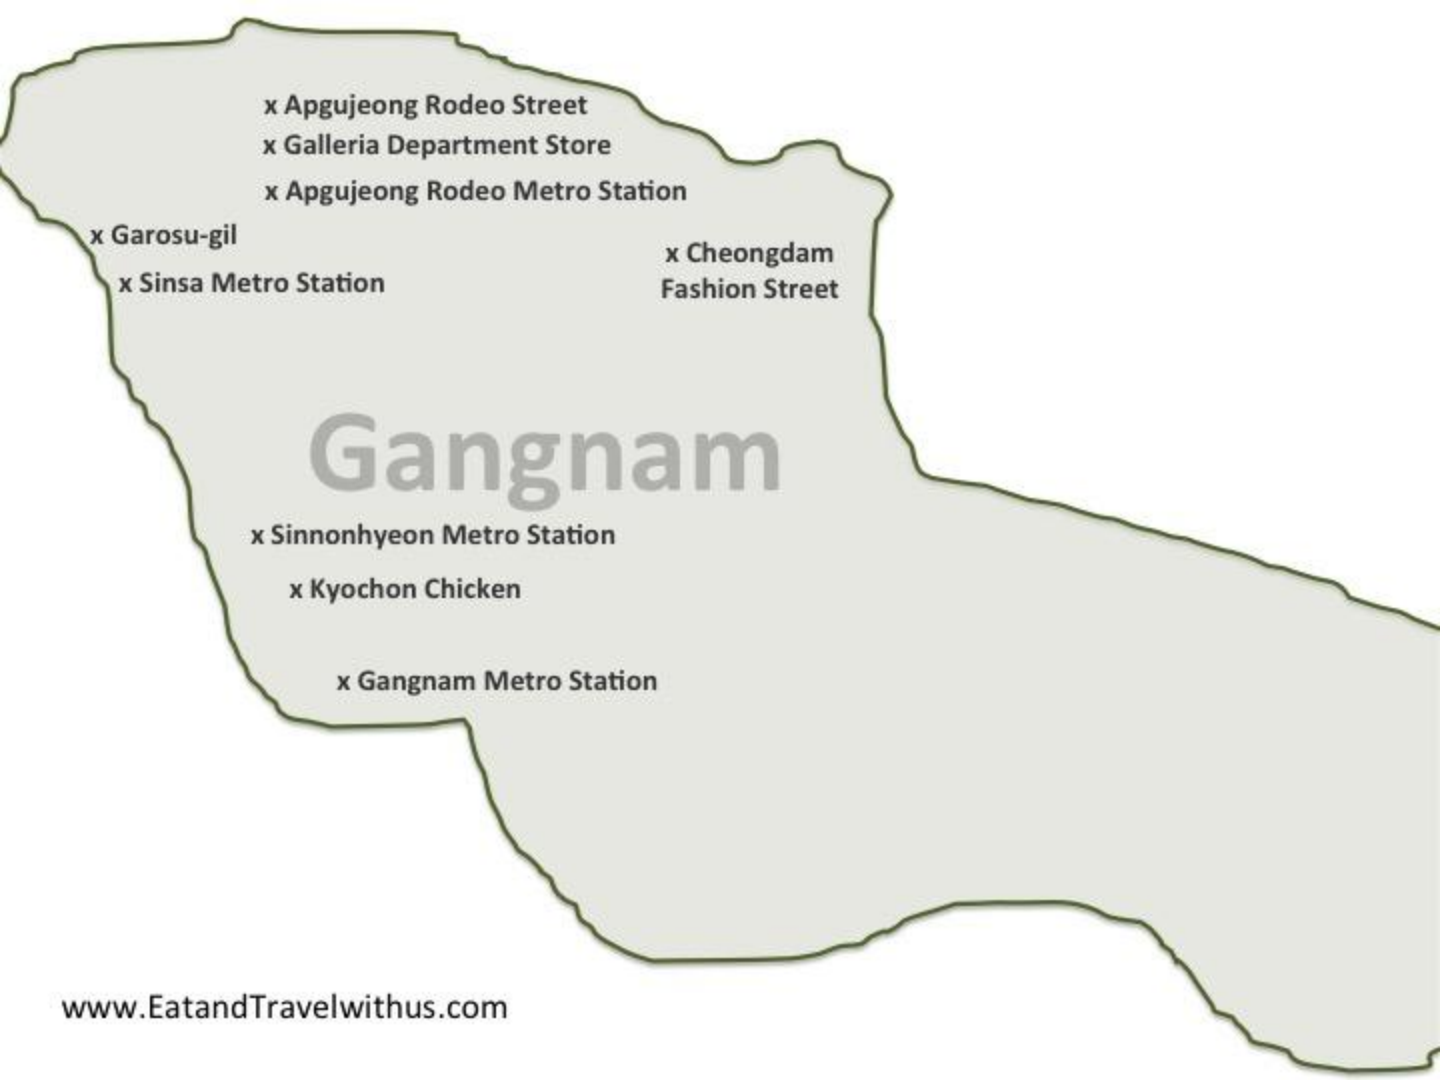 x Apgujeong Rodeo Street
x Galleria Department Store
x Apgujeong Rodeo Metro Station
x Garosu-gil
x Cheongdam
Fashion Street
x Sinsa Metro Station
Gangnam
x Sinnonhyeon Metro Station
x Kyochon Chicken
x Gangnam Metro Station
www.EatandTravelwithus.com